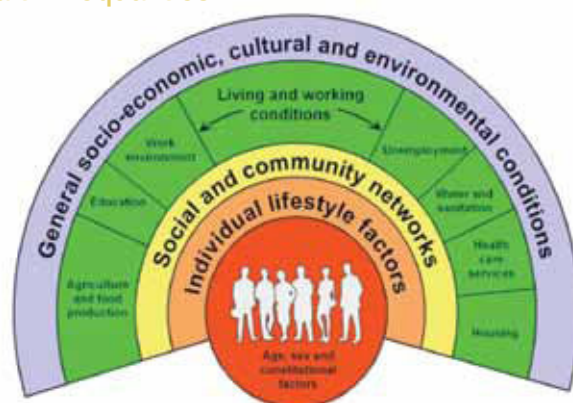 General socio-economic, cultural and environmental conditions
Living and working
conditions
Work
environment
Unemployment
Education
Water and
sanitation
Social and community networks
Individual lifestyle factors
Agriculture
and food
production
Health
care
services
Housing
Age, sex and
constitutional
factors